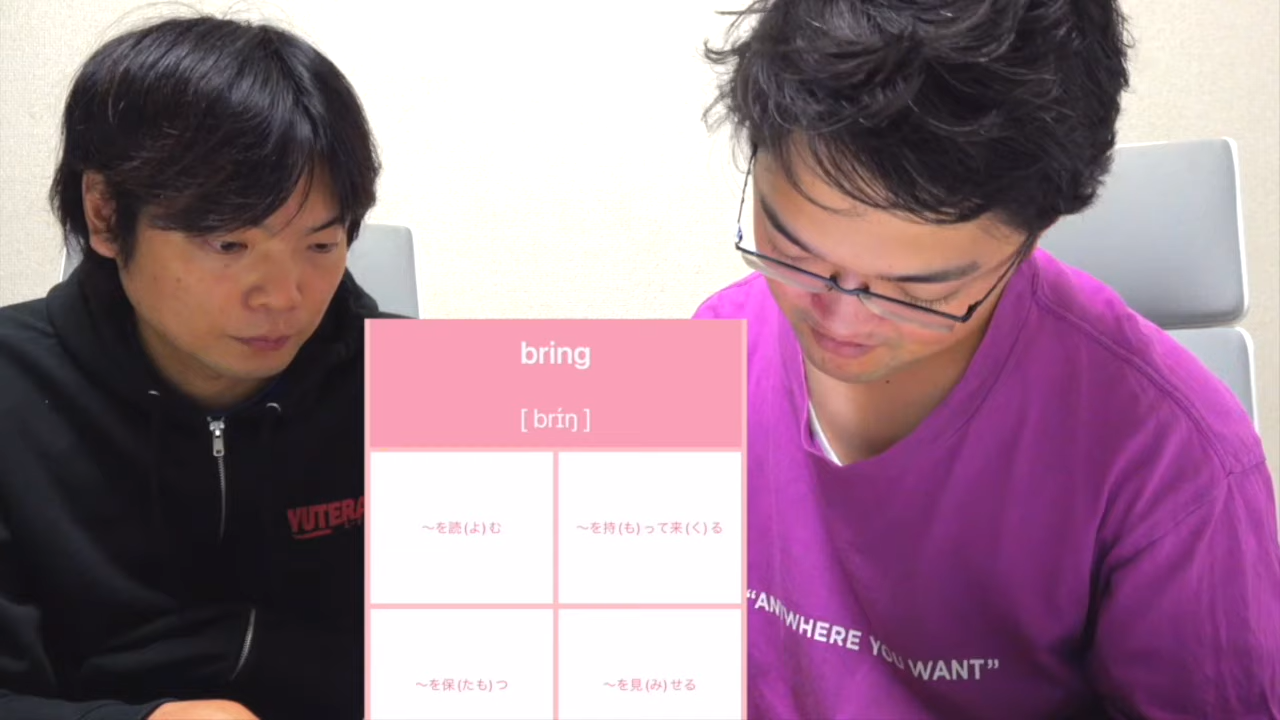 bring
[ bríŋ ]
〜を読(よ)む
〜を持(も)って来(く)る
〜を保(たも)つ
〜を見(み)せる
YUTERA
“ANYWHERE YOU WANT”